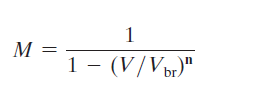 M = 1 / (1 − (V/V_br)^n)